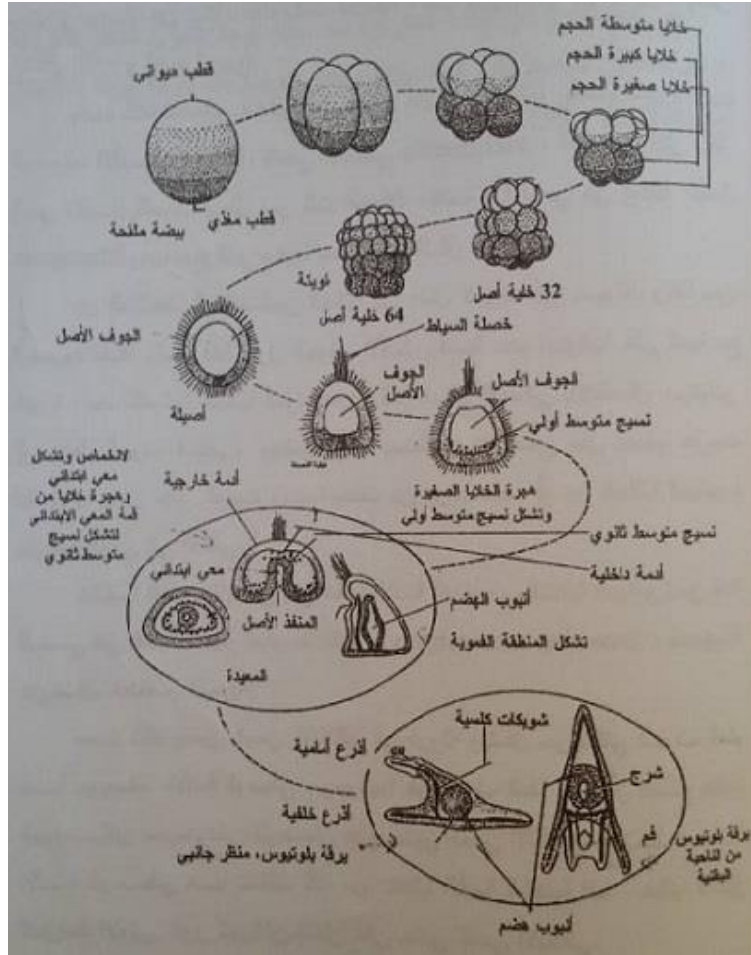 خلايا متوسطة الحجم
خلايا كبيرة الحجم
خلايا صغيرة الحجم
قطب حيواني
قطب مغذي
بيضة ملقحة
32 خلية أصل
تويتة
64 خلية أصل
الجوف الأصل
خصلة السياط
الجوف
الأصل
الجوف الأصل
نسيج متوسط أولي
أصيلة
هجرة الخلايا الصغيرة
وتشكل نسيج متوسط أولي
لانخماص وتشكل
معي ابتدائي
وهجرة خلايا من
قمة المعي الابتدائي
لتشكل نسيج
متوسط ثانوي
أدمة خارجية
نسيج متوسط ثانوي
أدمة داخلية
معي ابتدائي
المنفذ الأصل
أنبوب الهضم
تشكل المنطقة الفموية
المعيدة
شويكات كلسية
أذرع أمامية
أذرع خلفية
يرقة بلوتيوس، منظر جانبي
شرج
فم
يرقة بلوتيوس
من الناحية
البطنية
أنبوب هضم